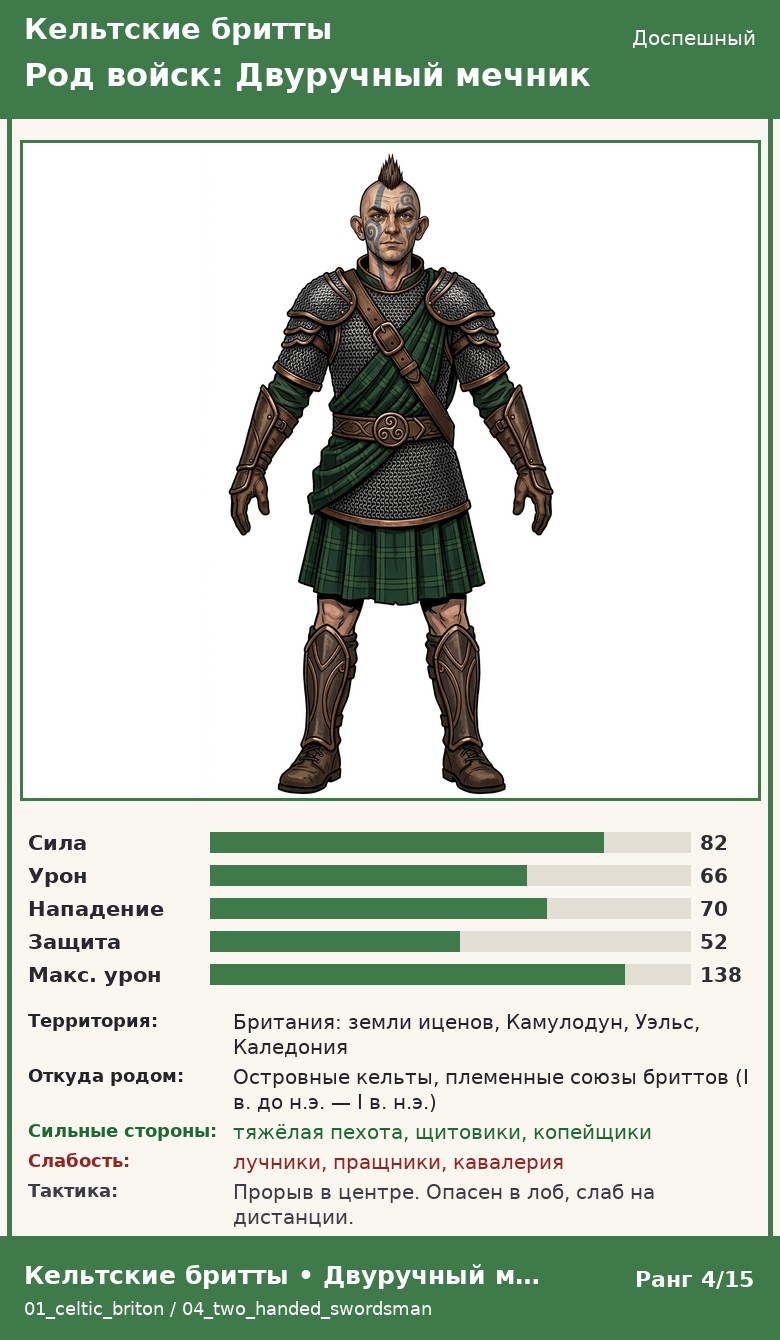 Кельтские бритты
Доспешный
Род войск: Двуручный мечник
Сила 82
Урон 66
Нападение 70
Защита 52
Макс. урон 138
Территория: Британия: земли иценов, Камулодун, Уэльс,
Каледония
Откуда родом: Островные кельты, племенные союзы бриттов (I
в. до н.э. — I в. н.э.)
Сильные стороны: тяжёлая пехота, щитовики, копейщики
Слабость: лучники, пращники, кавалерия
Тактика: Прорыв в центре. Опасен в лоб, слаб на
дистанции.
Кельтские бритты • Двуручный м...
Ранг 4/15
01_celtic_briton / 04_two_handed_swordsman